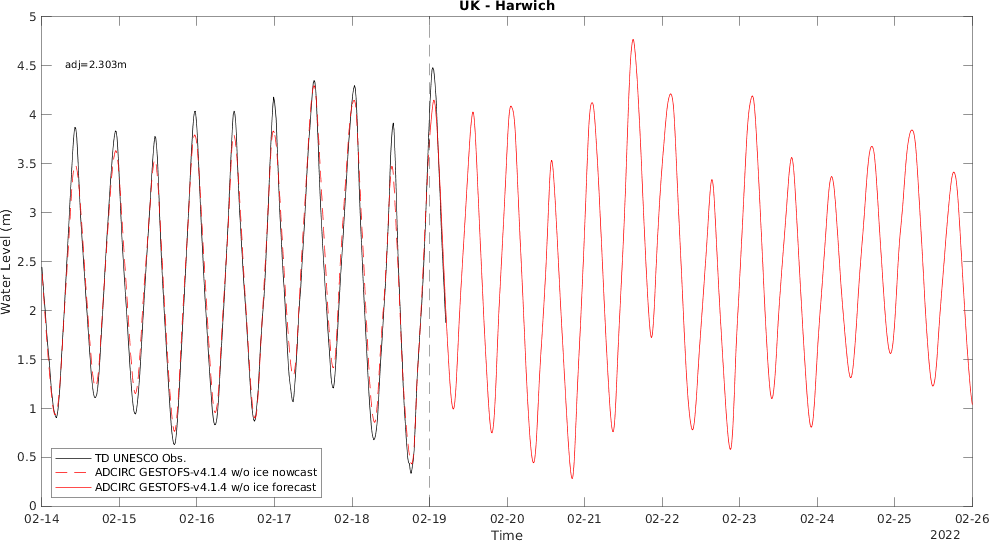 UK - Harwich
adj=2.303m
Water Level (m)
5
4.5
4
3.5
3
2.5
2
1.5
1
0.5
0
TD UNESCO Obs.
ADCIRC GESTOFS-v4.1.4 w/o ice nowcast
ADCIRC GESTOFS-v4.1.4 w/o ice forecast
02-14 02-15 02-16 02-17 02-18 02-19 02-20 02-21 02-22 02-23 02-24 02-25 02-26
Time
2022